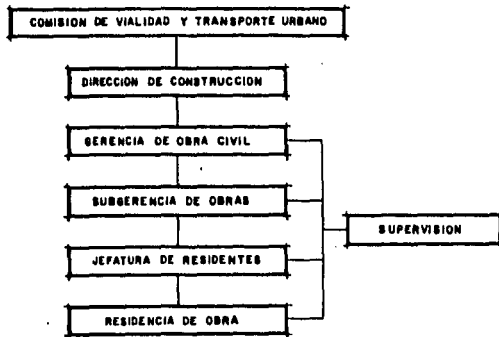 COMISION DE VIALIDAD Y TRANSPORTE URBANO
DIRECCION DE CONSTRUCCION
GERENCIA DE OBRA CIVIL
SUBGERENCIA DE OBRAS
SUPERVISION
JEFATURA DE RESIDENTES
RESIDENCIA DE OBRA